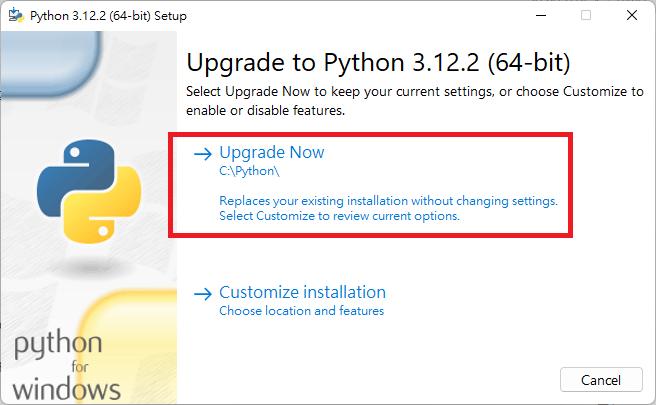 Python 3.12.2 (64-bit) Setup
Upgrade to Python 3.12.2 (64-bit)
Select Upgrade Now to keep your current settings, or choose Customize to
enable or disable features.
Upgrade Now
C:\Python\
Replaces your existing installation without changing settings.
Select Customize to review current options.
Customize installation
Choose location and features
python
for
windows
Cancel